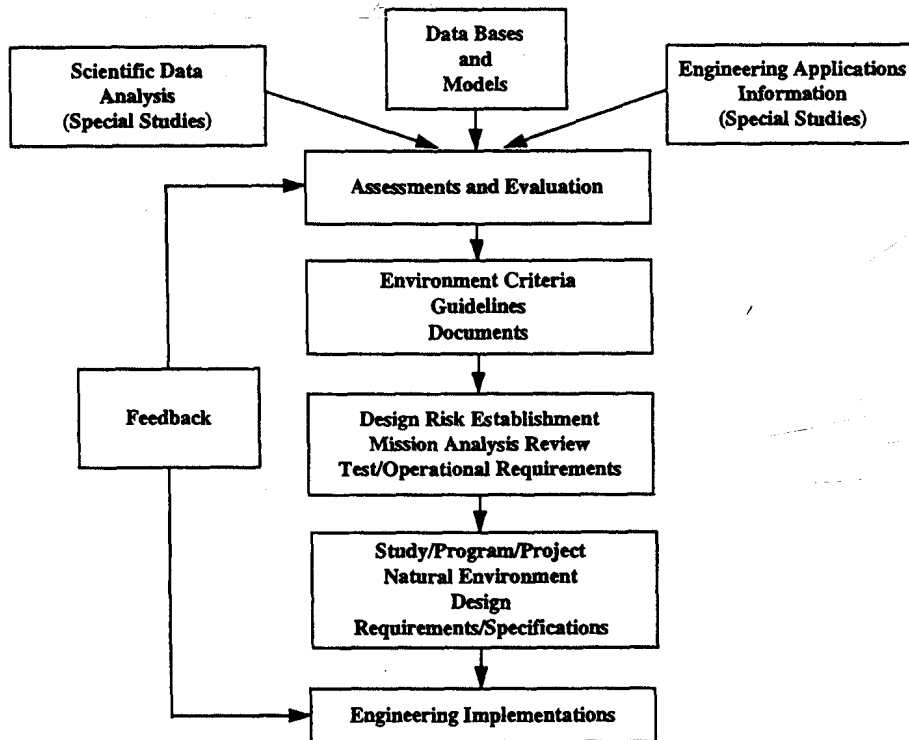 Data Bases
and
Models
Scientific Data
Analysis
(Special Studies)
Engineering Applications
Information
(Special Studies)
Assessments and Evaluation
Environment Criteria
Guidelines
Documents
Feedback
Design Risk Establishment
Mission Analysis Review
Test/Operational Requirements
Study/Program/Project
Natural Environment
Design
Requirements/Specifications
Engineering Implementations